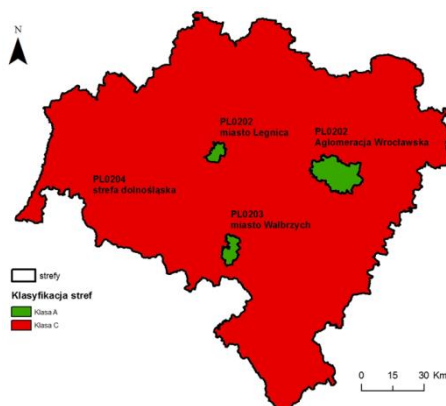 N
PL0202
miasto Legnica
PL0202
Aglomeracja Wrocławska
PL0204
strefa dolnośląska
PL0203
miasto Wałbrzych
strefy
Klasyfikacja stref
Klasa A
Klasa C
0 15 30 Km